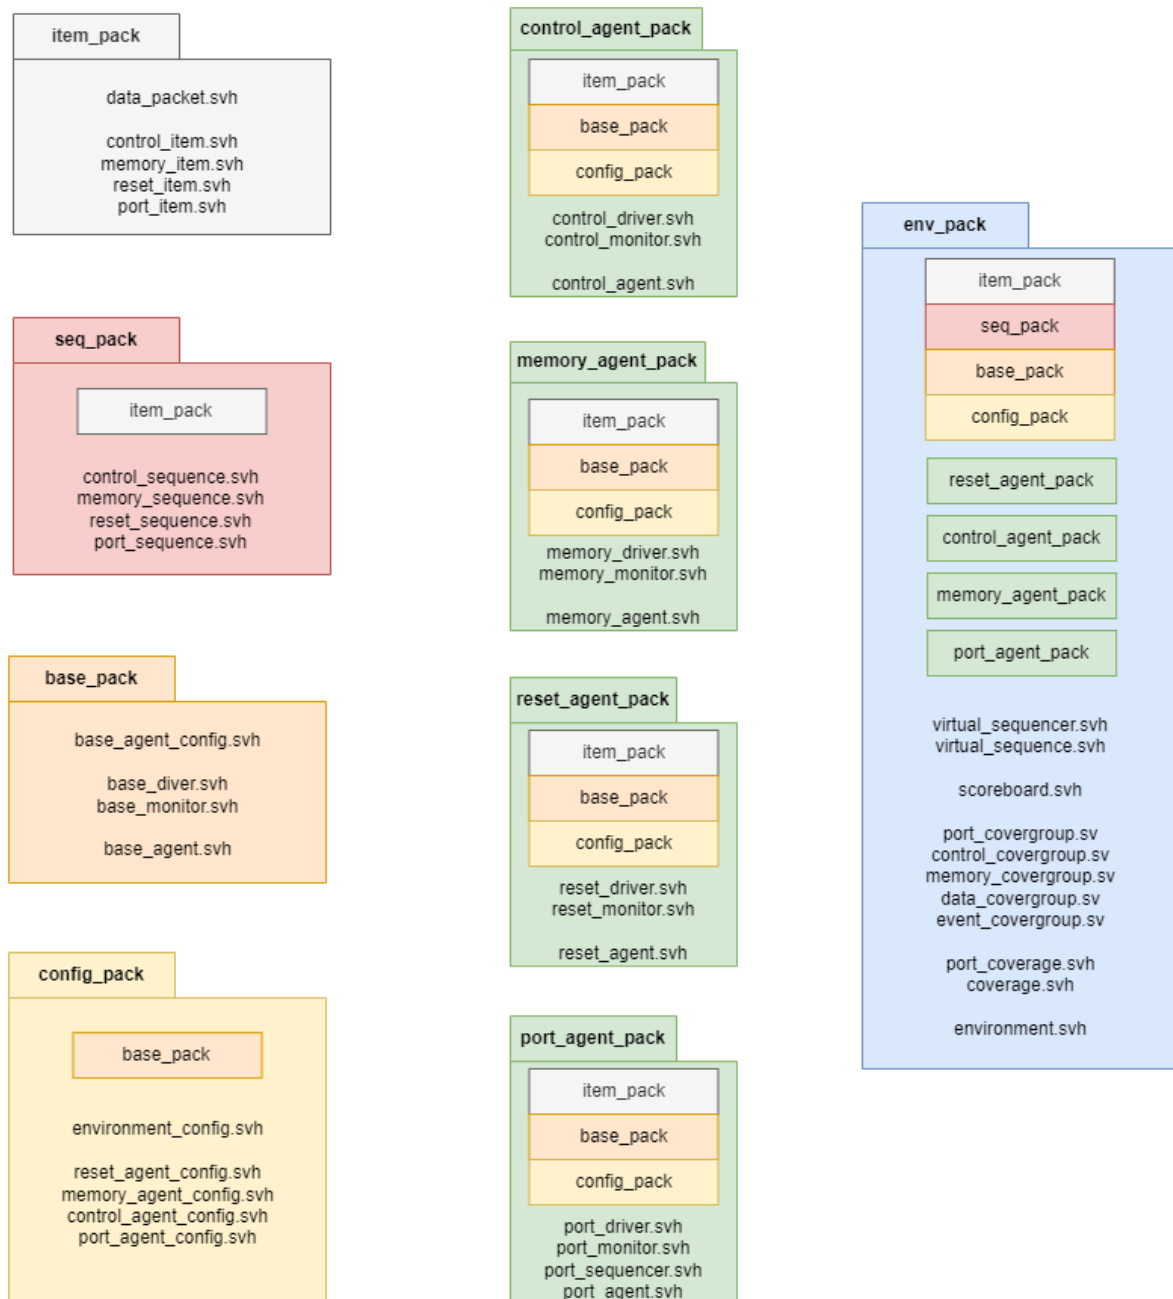 item_pack
data_packet.svh
control_item.svh
memory_item.svh
reset_item.svh
port_item.svh
seq_pack
item_pack
control_sequence.svh
memory_sequence.svh
reset_sequence.svh
port_sequence.svh
base_pack
base_agent_config.svh
base_diver.svh
base_monitor.svh
base_agent.svh
config_pack
base_pack
environment_config.svh
reset_agent_config.svh
memory_agent_config.svh
control_agent_config.svh
port_agent_config.svh
control_agent_pack
item_pack
base_pack
config_pack
control_driver.svh
control_monitor.svh
control_agent.svh
memory_agent_pack
item_pack
base_pack
config_pack
memory_driver.svh
memory_monitor.svh
memory_agent.svh
reset_agent_pack
item_pack
base_pack
config_pack
reset_driver.svh
reset_monitor.svh
reset_agent.svh
port_agent_pack
item_pack
base_pack
config_pack
port_driver.svh
port_monitor.svh
port_sequencer.svh
port_agent.svh
env_pack
item_pack
seq_pack
base_pack
config_pack
reset_agent_pack
control_agent_pack
memory_agent_pack
port_agent_pack
virtual_sequencer.svh
virtual_sequence.svh
scoreboard.svh
port_covergroup.sv
control_covergroup.sv
memory_covergroup.sv
data_covergroup.sv
event_covergroup.sv
port_coverage.svh
coverage.svh
environment.svh